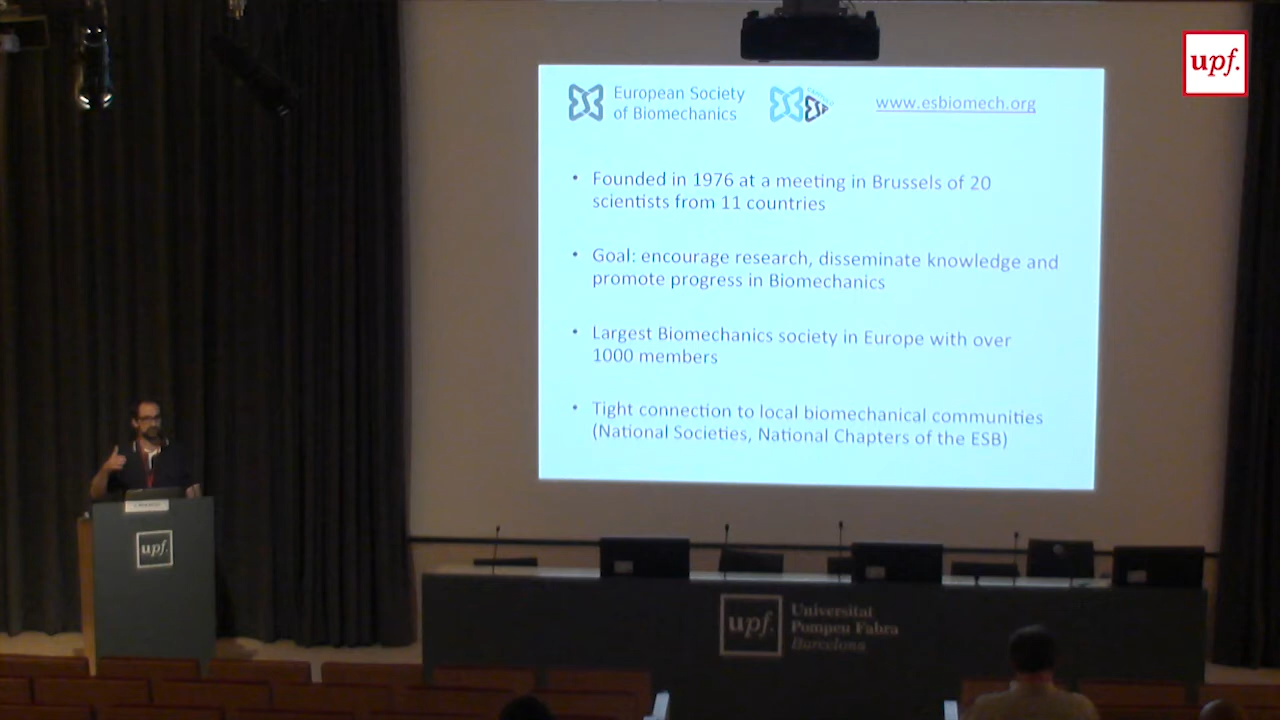 upf.
European Society
of Biomechanics
www.esbiomech.org
• Founded in 1976 at a meeting in Brussels of 20
scientists from 11 countries
• Goal: encourage research, disseminate knowledge and
promote progress in Biomechanics
• Largest Biomechanics society in Europe with over
1000 members
• Tight connection to local biomechanical communities
(National Societies, National Chapters of the ESB)
upf.
upf.
Universitat
Pompeu Fabra
Barcelona